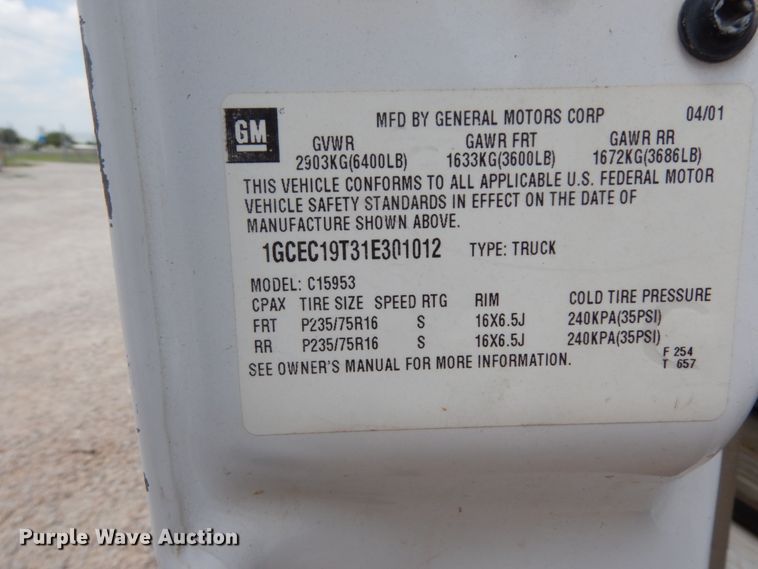 GM
MFD BY GENERAL MOTORS CORP 04/01
GVWR GAWR FRT GAWR RR
2903KG(6400LB) 1633KG(3600LB) 1672KG(3686LB)
THIS VEHICLE CONFORMS TO ALL APPLICABLE U.S. FEDERAL MOTOR
VEHICLE SAFETY STANDARDS IN EFFECT ON THE DATE OF
MANUFACTURE SHOWN ABOVE.
1GCEC19T31E301012 TYPE: TRUCK
MODEL: C15953
CPAX TIRE SIZE SPEED RTG RIM COLD TIRE PRESSURE
FRT P235/75R16 S 16X6.5J 240KPA(35PSI)
RR P235/75R16 S 16X6.5J 240KPA(35PSI)
SEE OWNER'S MANUAL FOR MORE INFORMATION.
F 254
T 657
Purple Wave Auction